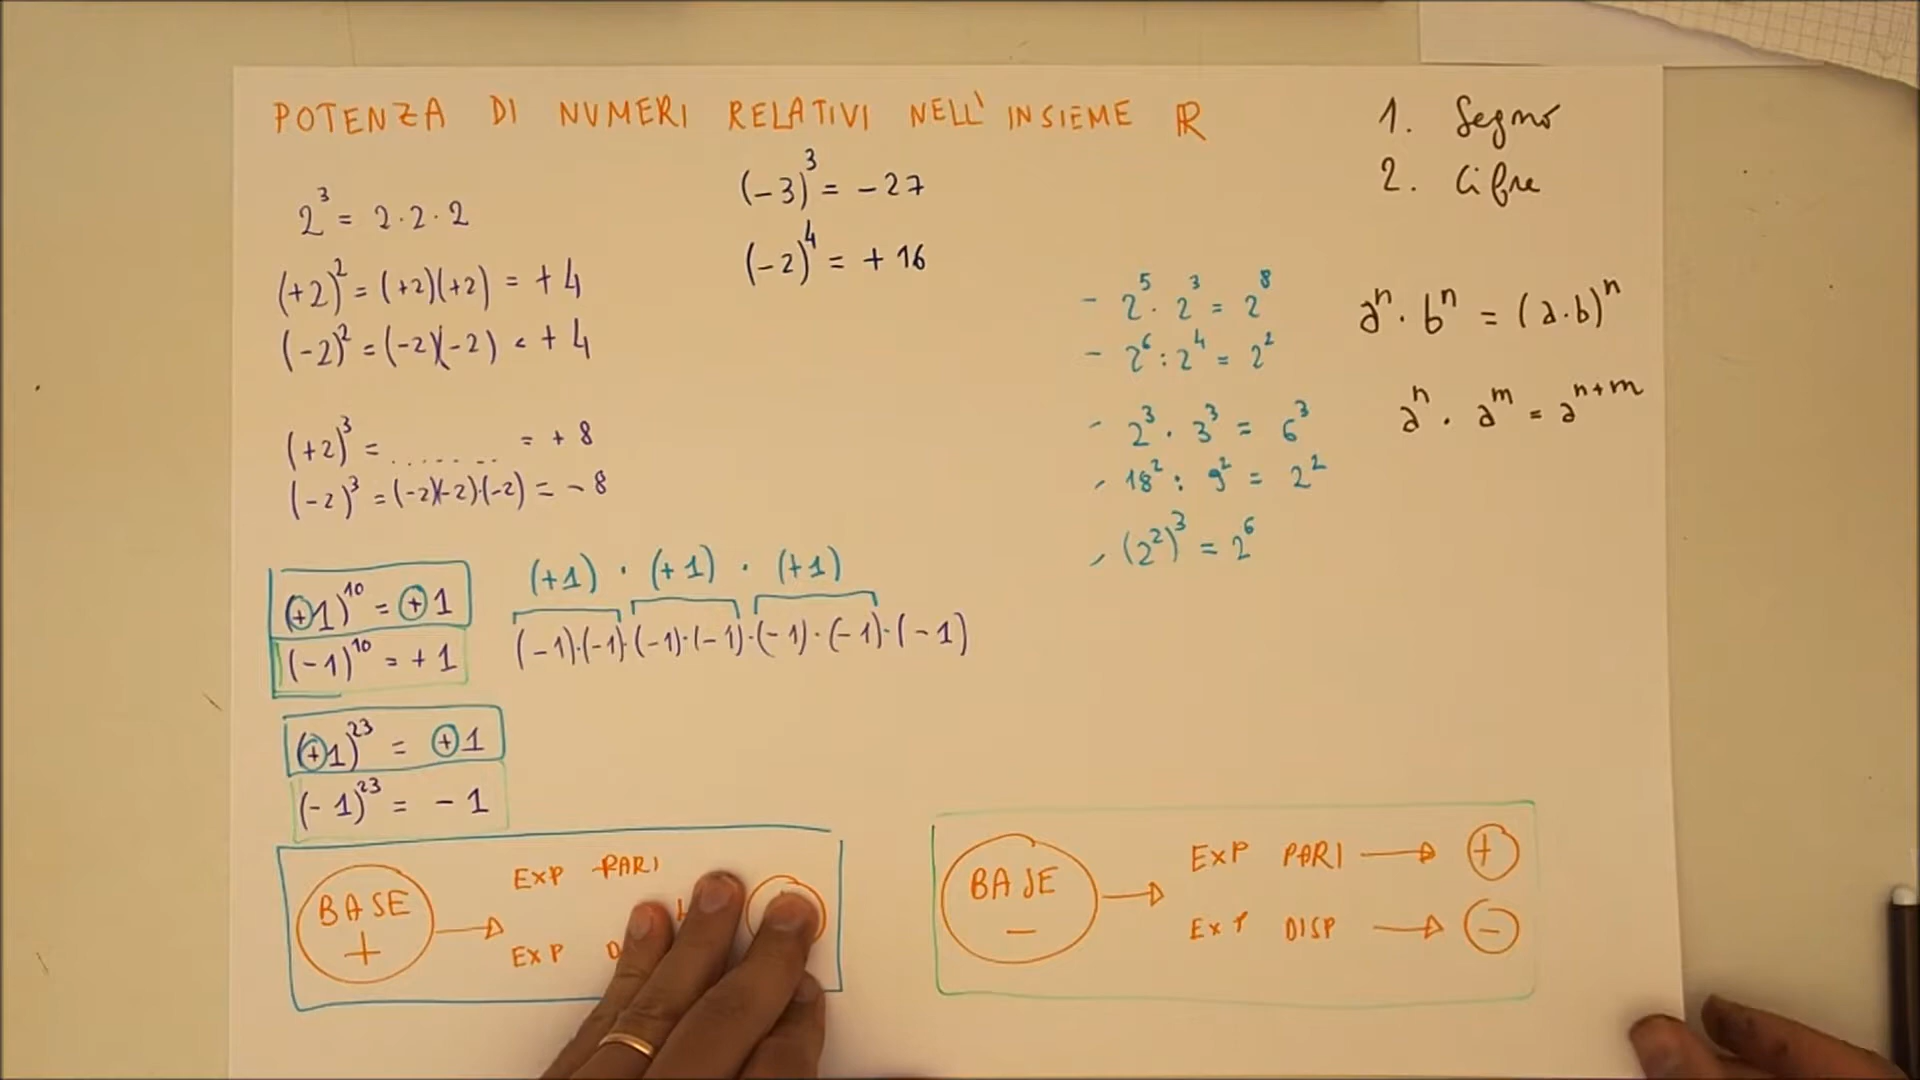 POTENZA DI NUMERI RELATIVI NELL'INSIEME ℝ
1. Segno
2. Cifre
2³ = 2·2·2
(+2)² = (+2)(+2) = +4
(-2)² = (-2)(-2) = +4
(+2)³ = ....... = +8
(-2)³ = (-2)(-2)·(-2) = -8
(-3)³ = -27
(-2)⁴ = +16
- 2⁵ · 2³ = 2⁸
- 2⁶ : 2⁴ = 2²
- 2³ · 3³ = 6³
- 18² : 9² = 2²
- (2²)³ = 2⁶
aⁿ · bⁿ = (a·b)ⁿ
aⁿ · aᵐ = aⁿ⁺ᵐ
(+1)¹⁰ = +1
(-1)¹⁰ = +1
(+1) · (+1) · (+1)
(-1)·(-1)·(-1)·(-1)·(-1)·(-1)·(-1)
(+1)²³ = +1
(-1)²³ = -1
BASE
+
EXP PARI
EXP
BASE
-
EXP PARI → +
EXP DISP → -